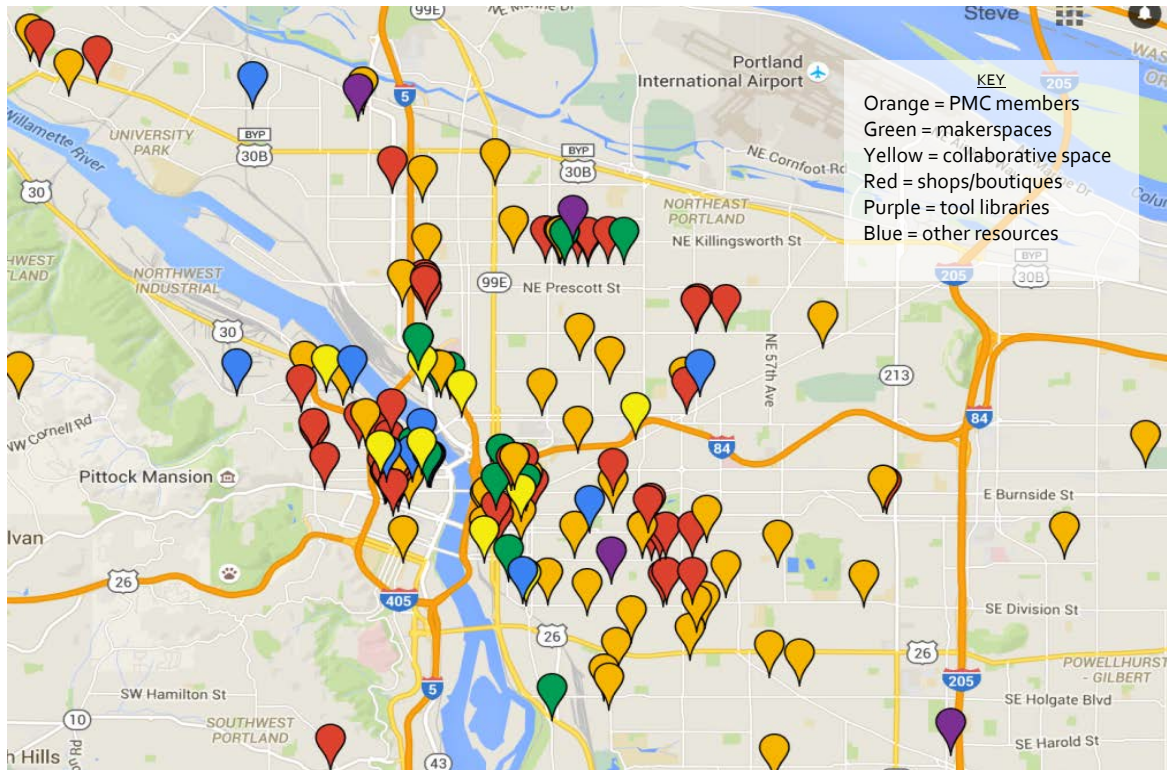 99E
N.E. Marine Dr
Steve
WAS
Portland
International Airport
KEY
Orange = PMC members
Green = makerspaces
Yellow = collaborative space
Red = shops/boutiques
Purple = tool libraries
Blue = other resources
205
5
Willamette River
UNIVERSITY
PARK
BYP
30B
BYP
30B
NE Cornfoot Rd
30
NORTHEAST
PORTLAND
NE Killingsworth St
BYP
30B
205
NORTHWEST
INDUSTRIAL
99E
NE Prescott St
30
NE 57th Ave
213
NW Cornell Rd
84
84
Pittock Mansion
E Burnside St
lvan
26
405
SE Division St
26
26
POWELLHURST
- GILBERT
5
205
SW Hamilton St
SE Holgate Blvd
10
SOUTHWEST
PORTLAND
SE Harold St
h Hills
43